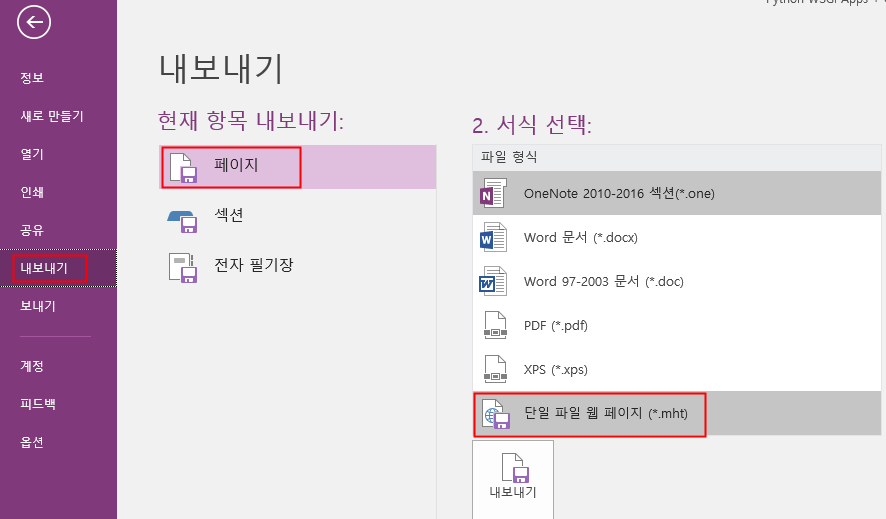 정보
새로 만들기
열기
인쇄
공유
내보내기
보내기
계정
피드백
옵션
내보내기
현재 항목 내보내기:
페이지
섹션
전자 필기장
2. 서식 선택:
파일 형식
OneNote 2010-2016 섹션(*.one)
Word 문서 (*.docx)
Word 97-2003 문서 (*.doc)
PDF (*.pdf)
XPS (*.xps)
단일 파일 웹 페이지 (*.mht)
내보내기